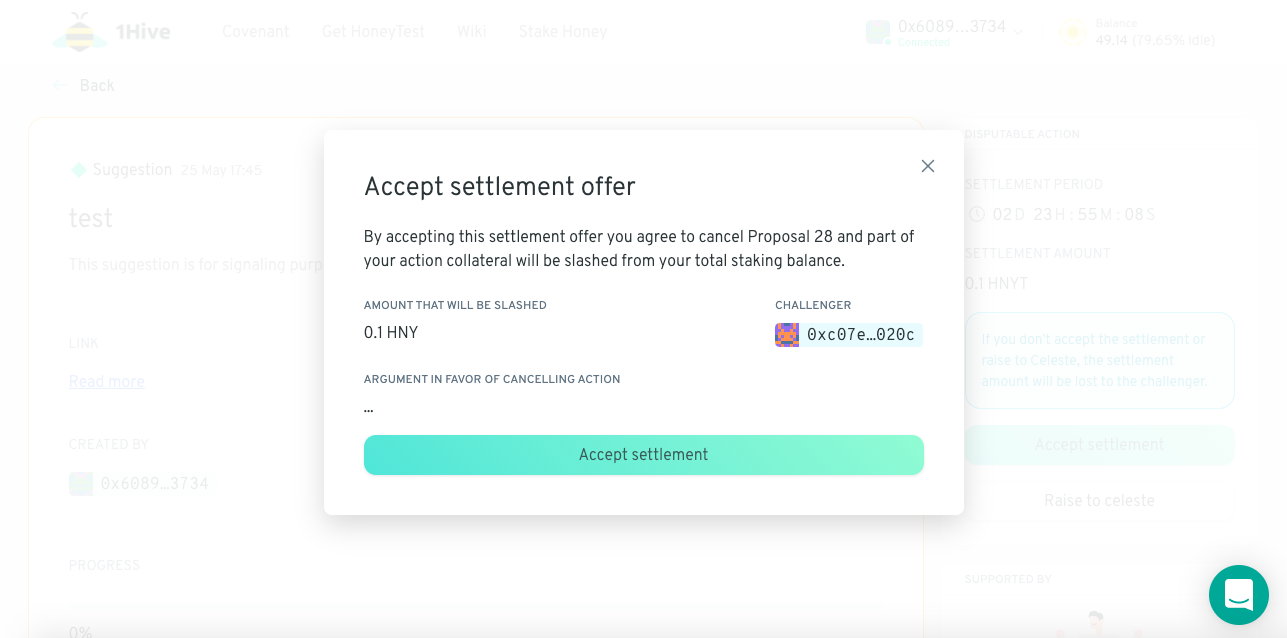 1Hive
Covenant
Get HoneyTest
Wiki
Stake Honey
0x6089…3734
Connected
Balance
49.14 (79.65% idle)
← Back
Suggestion 25 May 17:45
test
This suggestion is for signaling purp
LINK
Read more
CREATED BY
0x6089…3734
PROGRESS
0%
Accept settlement offer
By accepting this settlement offer you agree to cancel Proposal 28 and part of
your action collateral will be slashed from your total staking balance.
AMOUNT THAT WILL BE SLASHED
0.1 HNY
CHALLENGER
0xc07e…020c
ARGUMENT IN FAVOR OF CANCELLING ACTION
...
Accept settlement
DISPUTABLE ACTION
SETTLEMENT PERIOD
02D 23H : 55M : 08S
SETTLEMENT AMOUNT
0.1 HNYT
If you don't accept the settlement or
raise to Celeste, the settlement
amount will be lost to the challenger.
Accept settlement
Raise to celeste
SUPPORTED BY